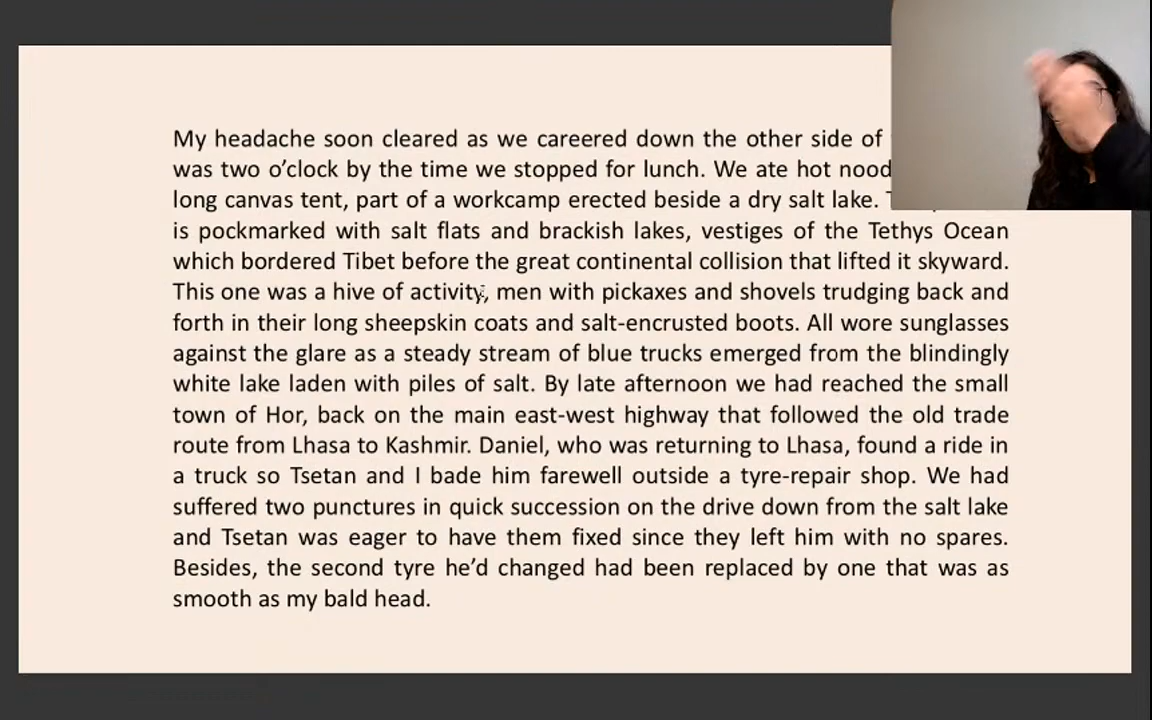 My headache soon cleared as we careered down the other side of
was two o’clock by the time we stopped for lunch. We ate hot
long canvas tent, part of a workcamp erected beside a dry salt lake.
is pockmarked with salt flats and brackish lakes, vestiges of the Tethys Ocean
which bordered Tibet before the great continental collision that lifted it skyward.
This one was a hive of activity, men with pickaxes and shovels trudging back and
forth in their long sheepskin coats and salt-encrusted boots. All wore sunglasses
against the glare as a steady stream of blue trucks emerged from the blindingly
white lake laden with piles of salt. By late afternoon we had reached the small
town of Hor, back on the main east-west highway that followed the old trade
route from Lhasa to Kashmir. Daniel, who was returning to Lhasa, found a ride in
a truck so Tsetan and I bade him farewell outside a tyre-repair shop. We had
suffered two punctures in quick succession on the drive down from the salt lake
and Tsetan was eager to have them fixed since they left him with no spares.
Besides, the second tyre he’d changed had been replaced by one that was as
smooth as my bald head.